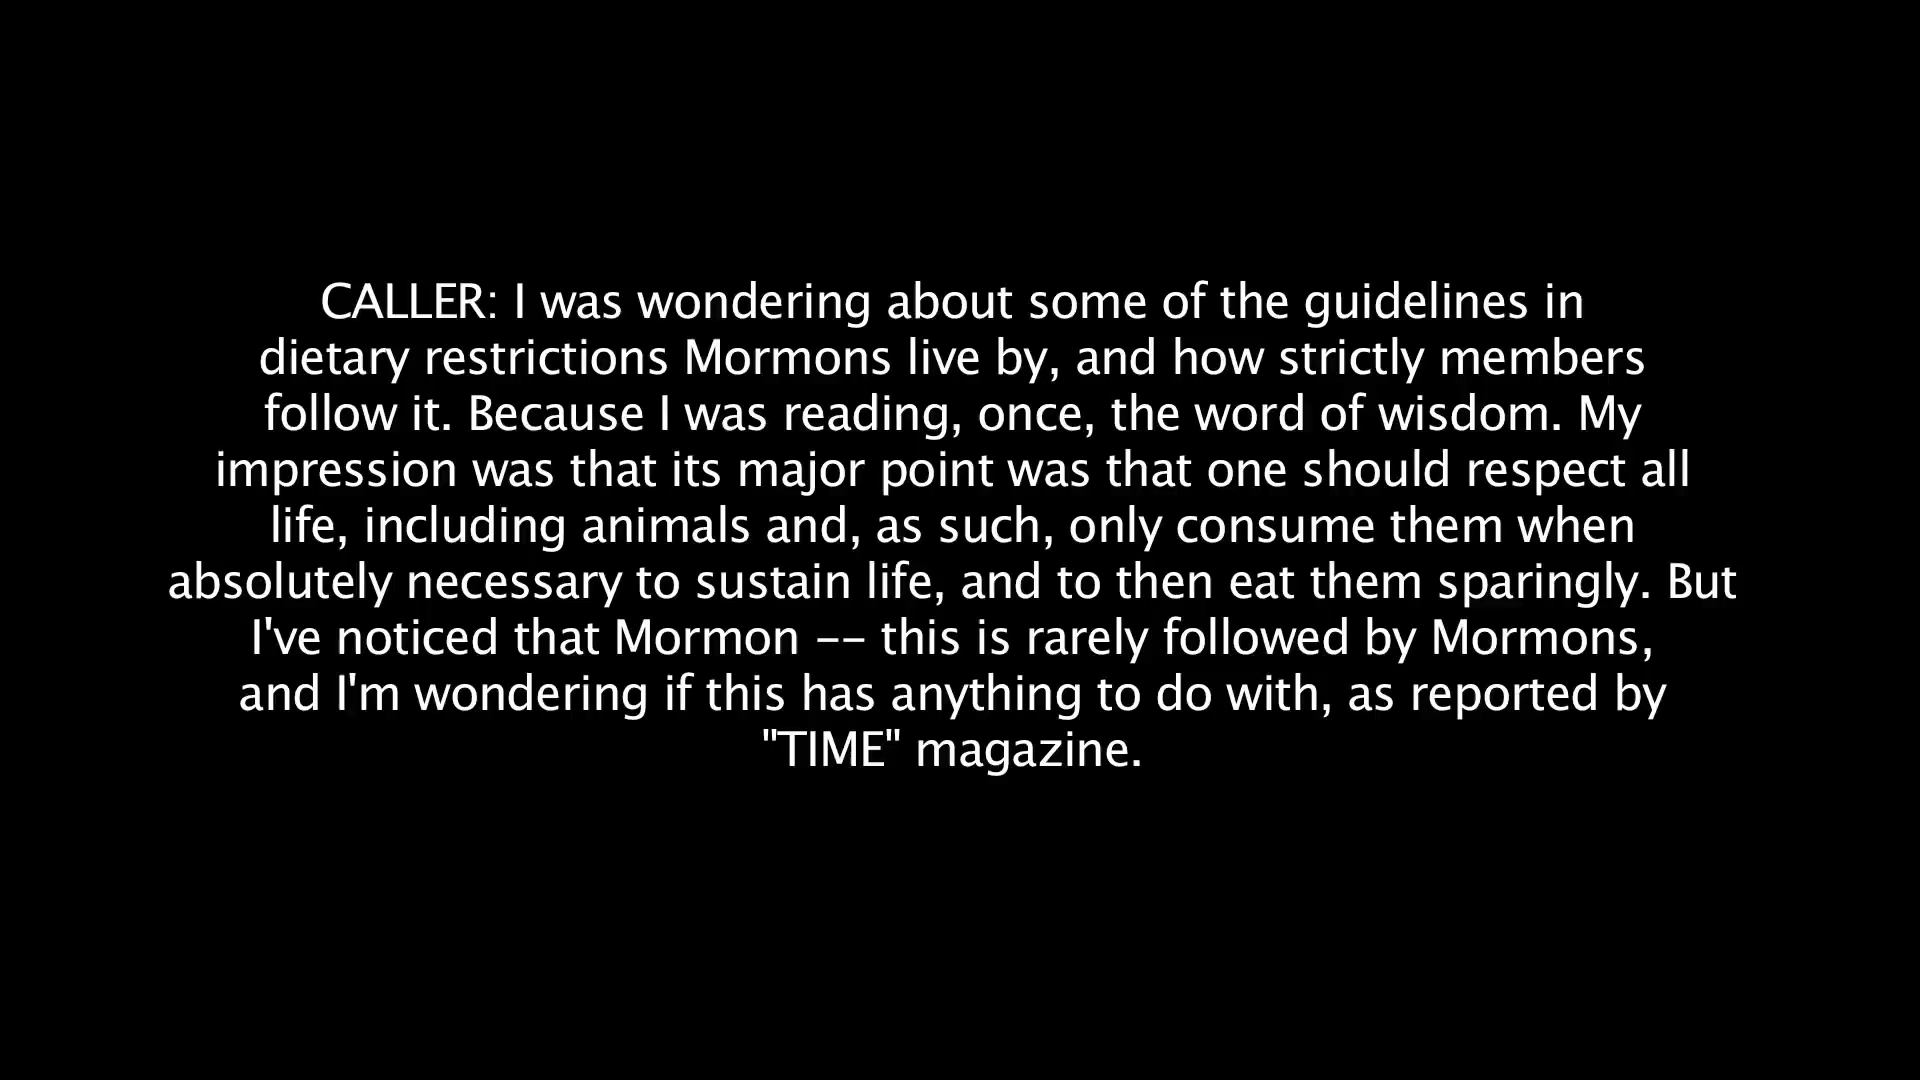 CALLER: I was wondering about some of the guidelines in
dietary restrictions Mormons live by, and how strictly members
follow it. Because I was reading, once, the word of wisdom. My
impression was that its major point was that one should respect all
life, including animals and, as such, only consume them when
absolutely necessary to sustain life, and to then eat them sparingly. But
I've noticed that Mormon -- this is rarely followed by Mormons,
and I'm wondering if this has anything to do with, as reported by
"TIME" magazine.